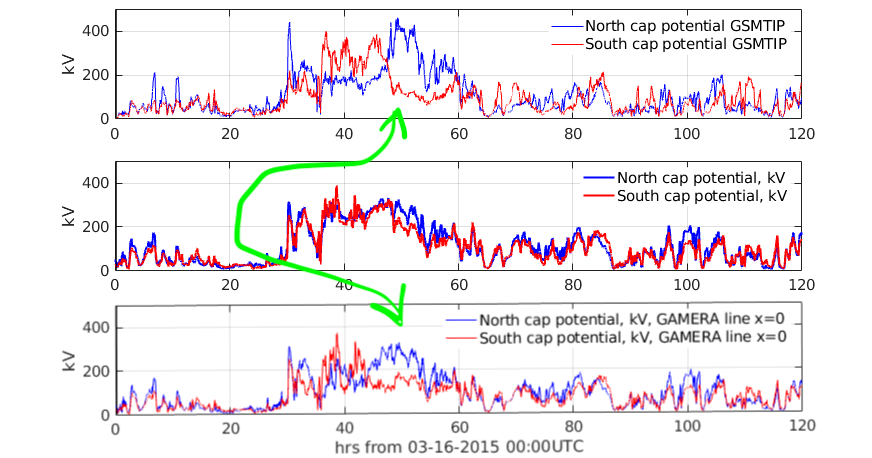 North cap potential GSMTIP
South cap potential GSMTIP
kV
400
200
0
0 20 40 60 80 100 120
North cap potential, kV
South cap potential, kV
kV
400
200
0
0 20 40 60 80 100 120
North cap potential, kV, GAMERA line x=0
South cap potential, kV, GAMERA line x=0
kV
400
200
0
0 20 40 60 80 100 120
hrs from 03-16-2015 00:00UTC